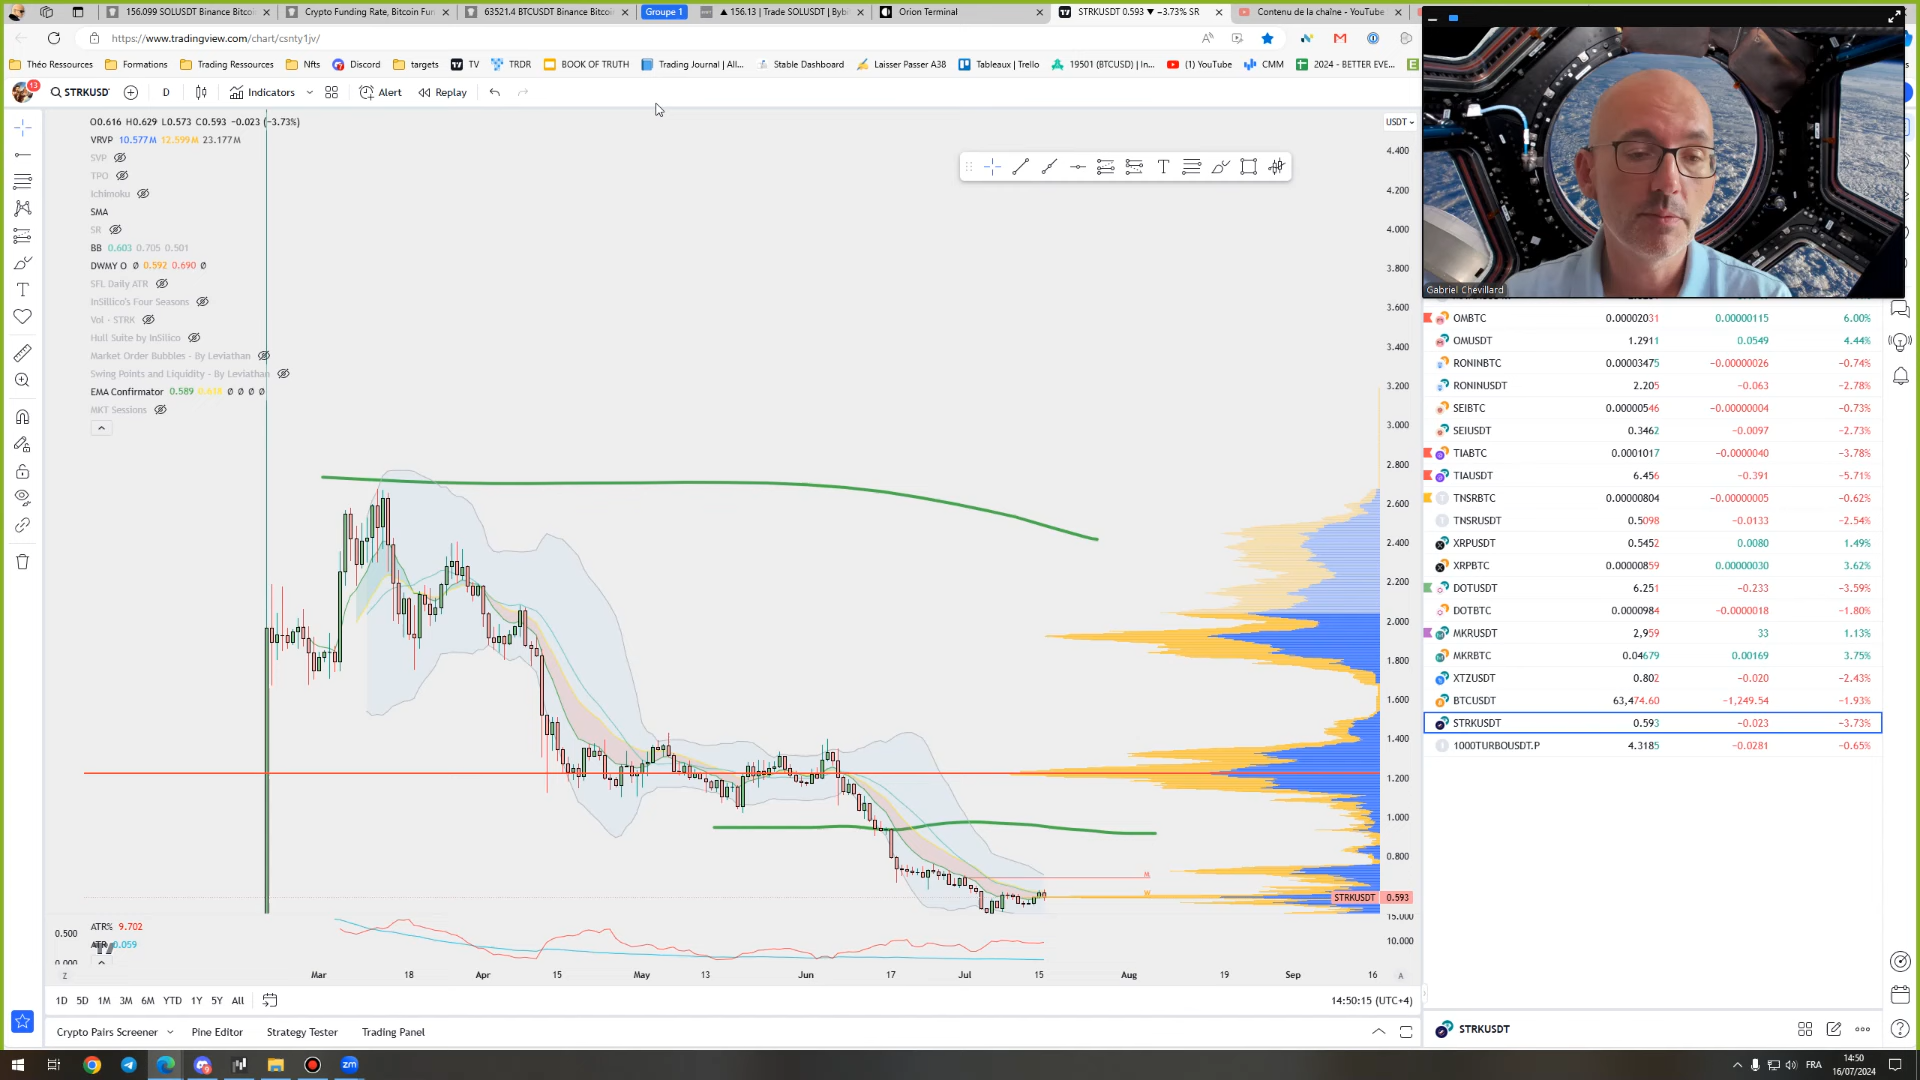 156.099 SOLUSDT Binance Bitcoi
Crypto Funding Rate, Bitcoin Fun
63521.4 BTCUSDT Binance Bitcoi
Groupe 1
▲ 156.13 | Trade SOLUSDT | Bybi
Orion Terminal
STRKUSDT 0.593 ▼ −3.73% SR
Contenu de la chaîne - YouTube
https://www.tradingview.com/chart/csnty1jv/
Théo Ressources
Formations
Trading Ressources
Nfts
Discord
targets
TV
TRDR
BOOK OF TRUTH
Trading Journal | All...
Stable Dashboard
Laisser Passer A38
Tableaux | Trello
19501 (BTCUSD) | In...
(1) YouTube
CMM
2024 - BETTER EVE...
13
STRKUSD
D
Indicators
Alert
Replay
O0.616 H0.629 L0.573 C0.593 −0.023 (−3.73%)
VRVP 10.577M 12.599M 23.177M
SVP
TPO
Ichimoku
SMA
SR
BB 0.603 0.705 0.501
DWMY O Ø 0.592 0.690 Ø
SFL Daily ATR
InSillico's Four Seasons
Vol - STRK
Hull Suite by InSilico
Market Order Bubbles - By Leviathan
Swing Points and Liquidity - By Leviathan
EMA Confirmator 0.589 Ø Ø Ø Ø
MKT Sessions
USDT
4.400
4.200
4.000
3.800
3.600
3.400
3.200
3.000
2.800
2.600
2.400
2.200
2.000
1.800
1.600
1.400
1.200
1.000
0.800
M
W
STRKUSDT 0.593
15.000
10.000
ATR% 9.702
ATR 0.059
0.500
0.000
Z
Mar
18
Apr
15
May
13
Jun
17
Jul
15
Aug
19
Sep
16
A
1D 5D 1M 3M 6M YTD 1Y 5Y All
14:50:15 (UTC+4)
Crypto Pairs Screener
Pine Editor
Strategy Tester
Trading Panel
Gabriel Chevillard
OMBTC 0.00002031 0.00000115 6.00%
OMUSDT 1.2911 0.0549 4.44%
RONINBTC 0.00003475 −0.00000026 −0.74%
RONINUSDT 2.205 −0.063 −2.78%
SEIBTC 0.00000546 −0.00000004 −0.73%
SEIUSDT 0.3462 −0.0097 −2.73%
TIABTC 0.0001017 −0.0000040 −3.78%
TIAUSDT 6.456 −0.391 −5.71%
TNSRBTC 0.00000804 −0.00000005 −0.62%
TNSRUSDT 0.5098 −0.0133 −2.54%
XRPUSDT 0.5452 0.0080 1.49%
XRPBTC 0.00000859 0.00000030 3.62%
DOTUSDT 6.251 −0.233 −3.59%
DOTBTC 0.0000984 −0.0000018 −1.80%
MKRUSDT 2,959 33 1.13%
MKRBTC 0.04679 0.00169 3.75%
XTZUSDT 0.802 −0.020 −2.43%
BTCUSDT 63,474.60 −1,249.54 −1.93%
STRKUSDT 0.593 −0.023 −3.73%
1000TURBOUSDT.P 4.3185 −0.0281 −0.65%
STRKUSDT
zm
FRA
14:50
16/07/2024